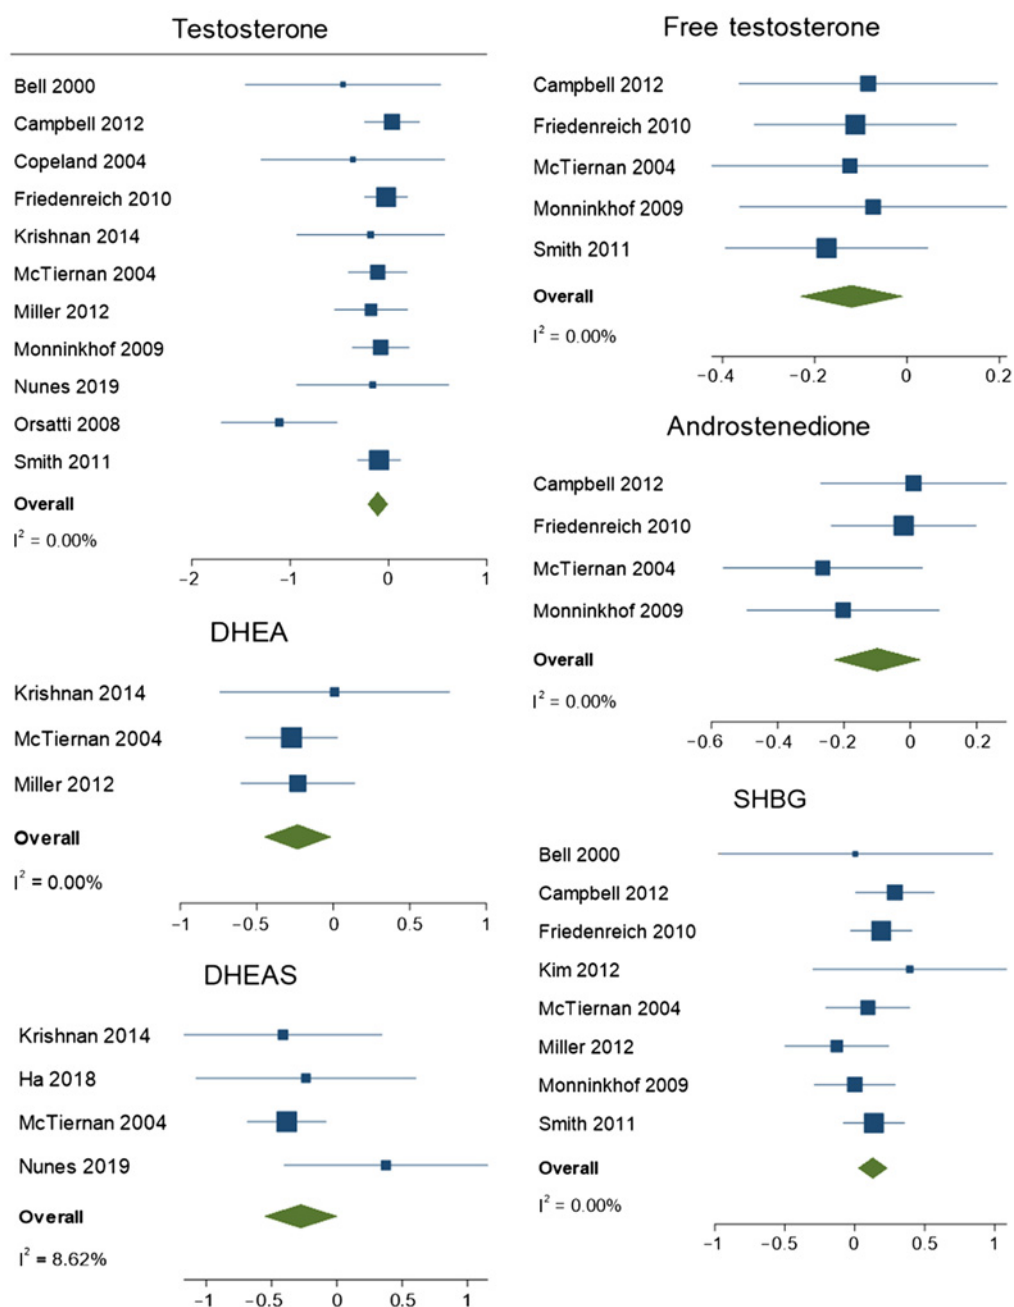 Testosterone
Bell 2000
Campbell 2012
Copeland 2004
Friedenreich 2010
Krishnan 2014
McTiernan 2004
Miller 2012
Monninkhof 2009
Nunes 2019
Orsatti 2008
Smith 2011
Overall
I² = 0.00%
−2 −1 0 1
DHEA
Krishnan 2014
McTiernan 2004
Miller 2012
Overall
I² = 0.00%
−1 −0.5 0 0.5 1
DHEAS
Krishnan 2014
Ha 2018
McTiernan 2004
Nunes 2019
Overall
I² = 8.62%
−1 −0.5 0 0.5 1
Free testosterone
Campbell 2012
Friedenreich 2010
McTiernan 2004
Monninkhof 2009
Smith 2011
Overall
I² = 0.00%
−0.4 −0.2 0 0.2
Androstenedione
Campbell 2012
Friedenreich 2010
McTiernan 2004
Monninkhof 2009
Overall
I² = 0.00%
−0.6 −0.4 −0.2 0 0.2
SHBG
Bell 2000
Campbell 2012
Friedenreich 2010
Kim 2012
McTiernan 2004
Miller 2012
Monninkhof 2009
Smith 2011
Overall
I² = 0.00%
−1 −0.5 0 0.5 1